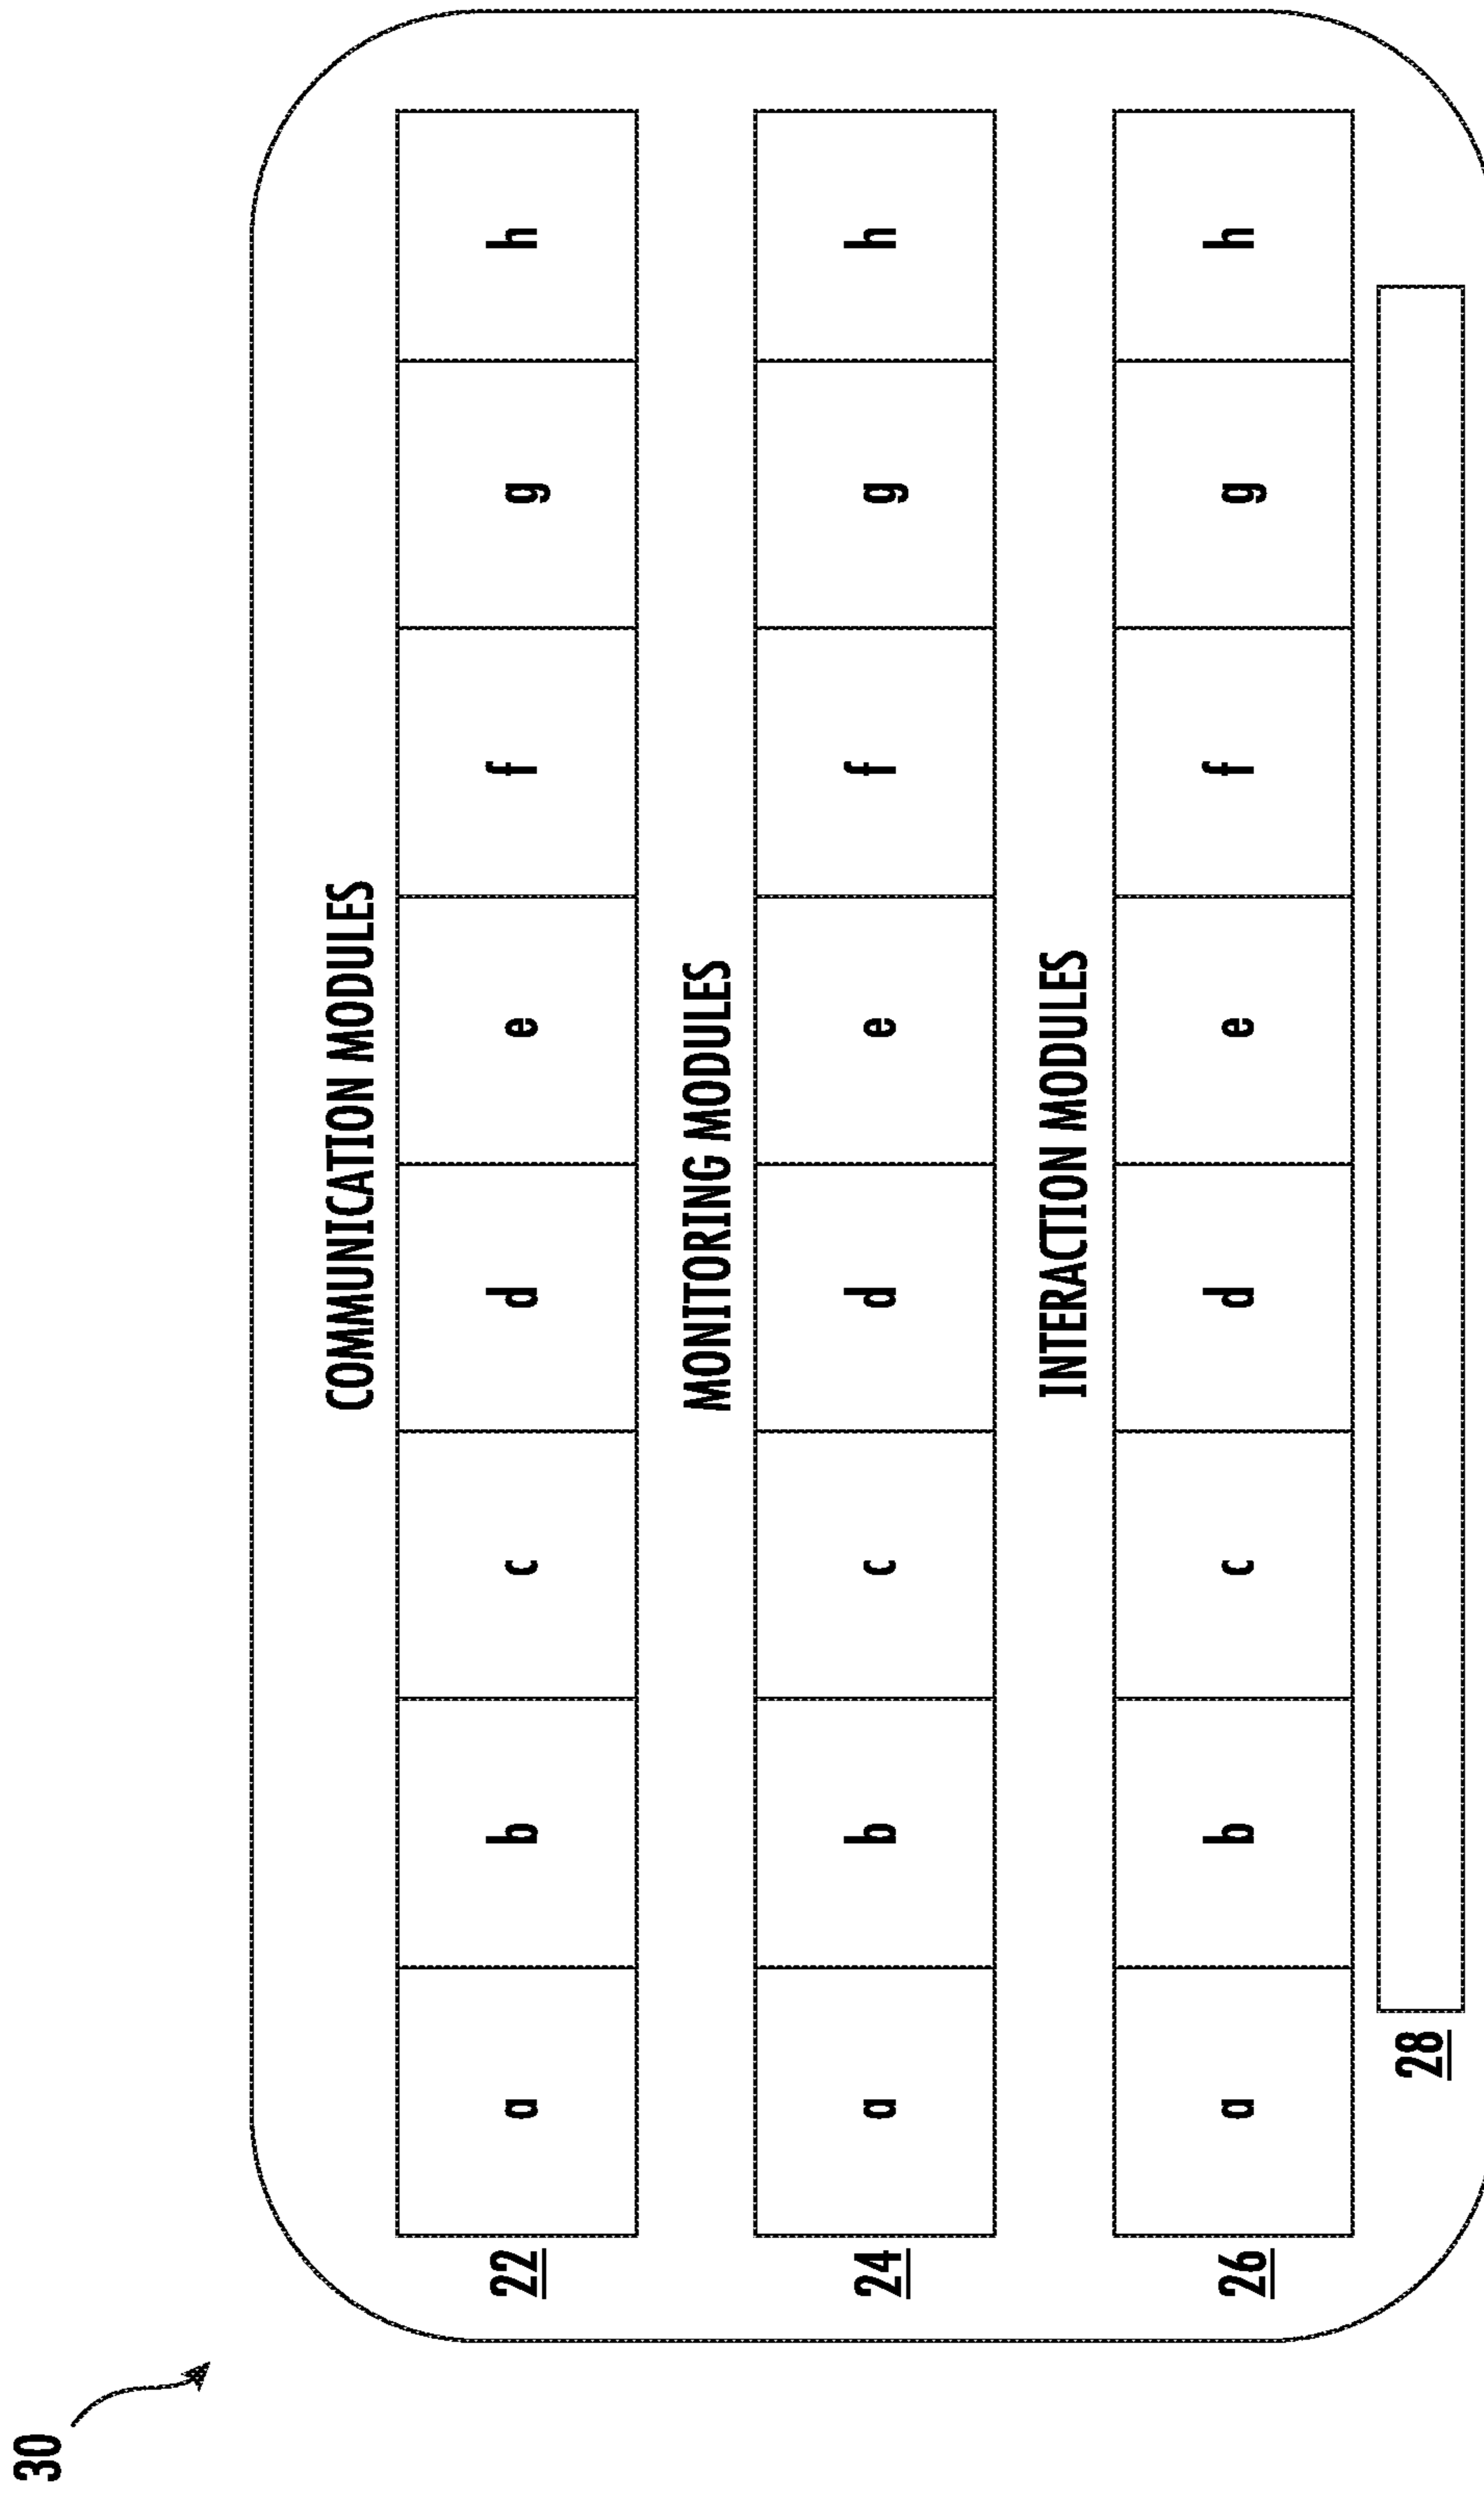 30
COMMUNICATION MODULES
22 a b c d e f g h
MONITORING MODULES
24 a b c d e f g h
INTERACTION MODULES
26 a b c d e f g h
28